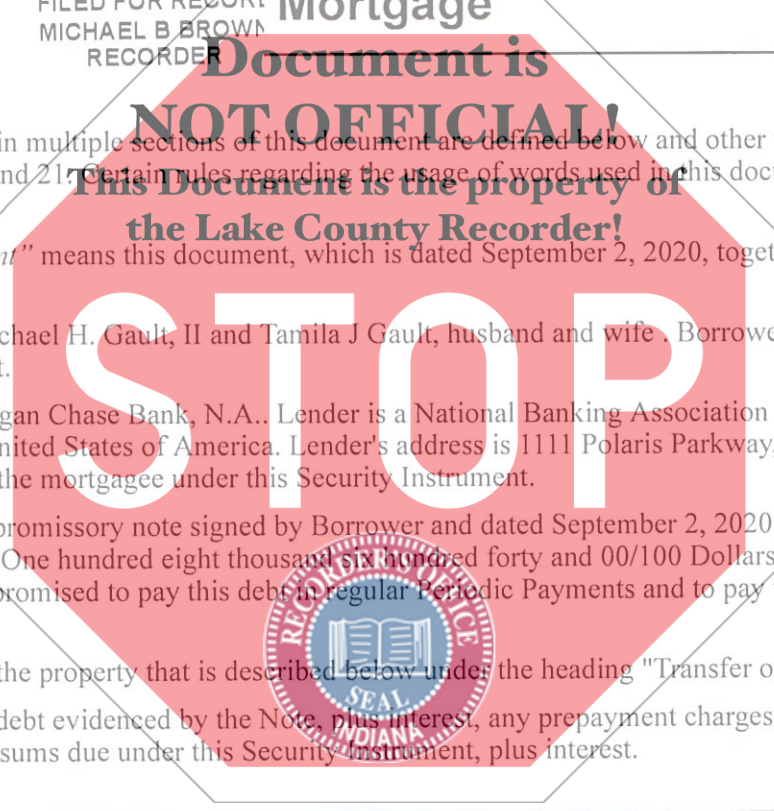 FILED FOR RECORD
Mortgage
MICHAEL B BROWN
RECORDER
Document is
NOT OFFICIAL!
in multiple sections of this document are defined below and other
nd 21. Certain rules regarding the usage of words used in this docu
This Document is the property of
the Lake County Recorder!
nt" means this document, which is dated September 2, 2020, toget
STOP
chael H. Gault, II and Tamila J Gault, husband and wife . Borrowe
t.
gan Chase Bank, N.A.. Lender is a National Banking Association
nited States of America. Lender's address is 1111 Polaris Parkway,
the mortgagee under this Security Instrument.
promissory note signed by Borrower and dated September 2, 2020
One hundred eight thousand six hundred forty and 00/100 Dollars
promised to pay this debt in regular Periodic Payments and to pay
RECORDER'S OFFICE
SEAL
INDIANA
the property that is described below under the heading "Transfer o
debt evidenced by the Note, plus interest, any prepayment charges
sums due under this Security Instrument, plus interest.